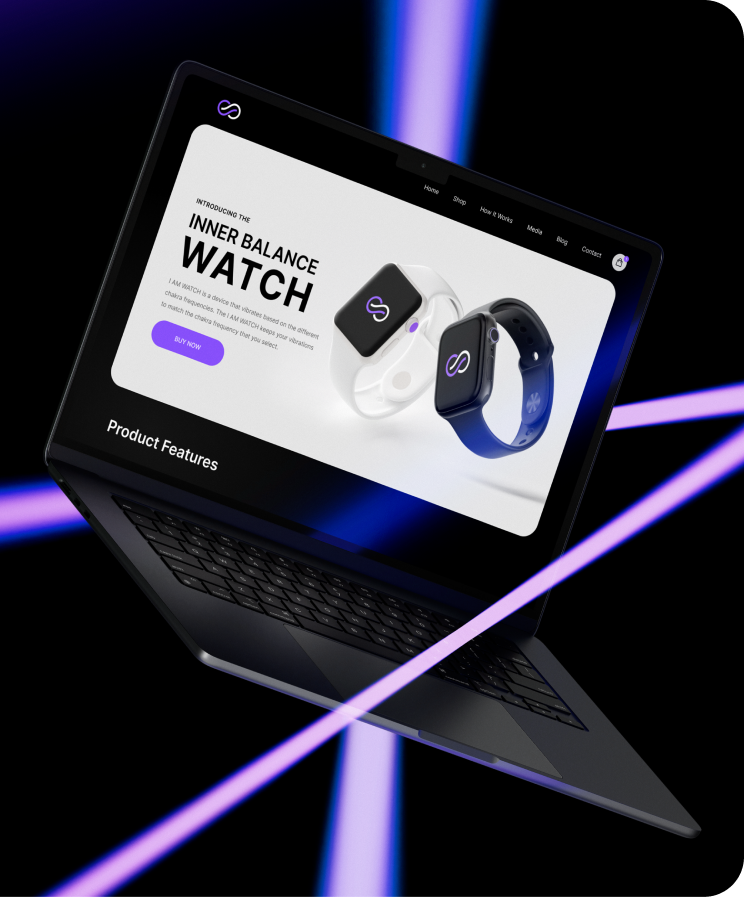 Home
Shop
How It Works
Media
Blog
Contact
INTRODUCING THE
INNER BALANCE
WATCH
I AM WATCH is a device that vibrates based on the different
chakra frequencies. The I AM WATCH keeps your vibrations
to match the chakra frequency that you select.
BUY NOW
Product Features